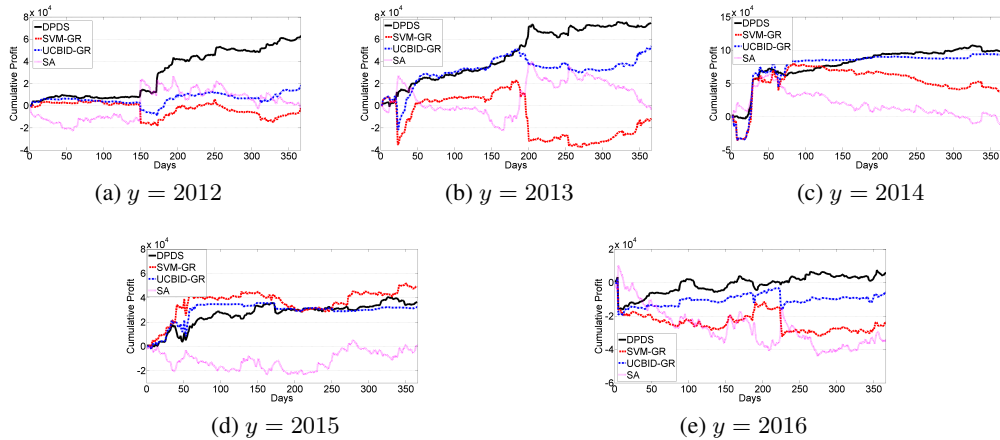 8 x 10^4
DPDS
SVM-GR
UCBID-GR
SA
Cumulative Profit
6
4
2
0
-2
-4
0 50 100 150 200 250 300 350
Days
(a) y = 2012
8 x 10^4
DPDS
SVM-GR
UCBID-GR
SA
Cumulative Profit
6
4
2
0
-2
-4
0 50 100 150 200 250 300 350
Days
(b) y = 2013
15 x 10^4
DPDS
SVM-GR
UCBID-GR
SA
Cumulative Profit
10
5
0
-5
0 50 100 150 200 250 300 350
Days
(c) y = 2014
8 x 10^4
DPDS
SVM-GR
UCBID-GR
SA
Cumulative Profit
6
4
2
0
-2
-4
0 50 100 150 200 250 300 350
Days
(d) y = 2015
2 x 10^4
Cumulative Profit
0
-2
-4
-6
DPDS
SVM-GR
UCBID-GR
SA
0 50 100 150 200 250 300 350
Days
(e) y = 2016